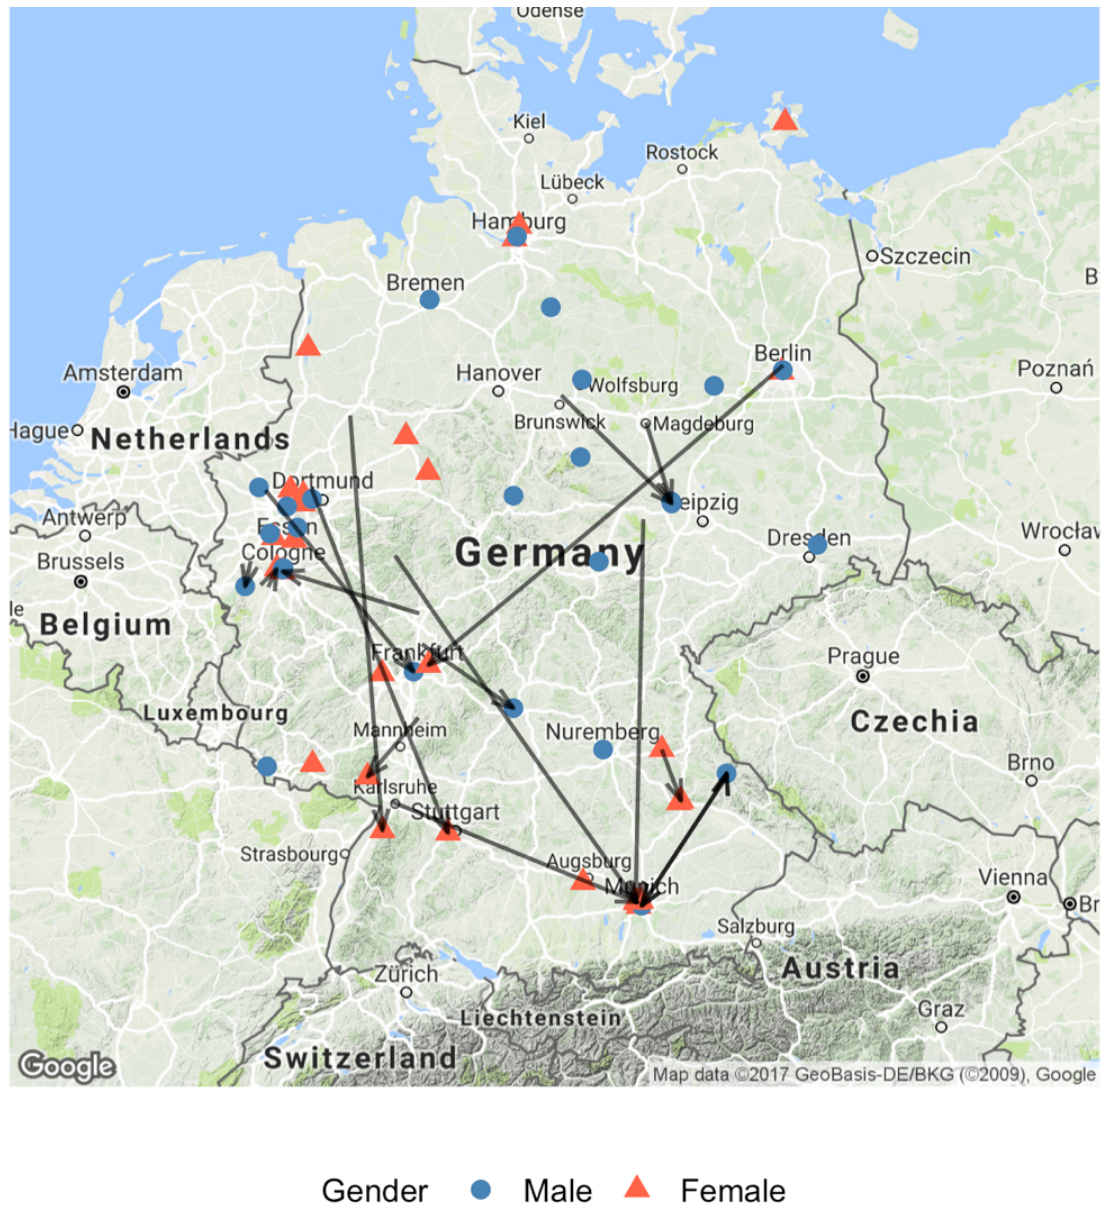 Odense
Kiel
Rostock
Lübeck
Hamburg
Szczecin
Bremen
B
Berlin
Amsterdam
Hanover
Wolfsburg
Poznań
Brunswick
Magdeburg
Hague
Netherlands
Dortmund
Leipzig
Antwerp
Essen
Wrocław
Dresden
Cologne
Germany
Brussels
le
Belgium
Frankfurt
Prague
Luxembourg
Mannheim
Nuremberg
Czechia
Brno
Karlsruhe
Stuttgart
Strasbourg
Augsburg
Munich
Vienna
Br
Salzburg
Zürich
Austria
Graz
Liechtenstein
Switzerland
Google
Map data ©2017 GeoBasis-DE/BKG (©2009), Google
Gender Male Female